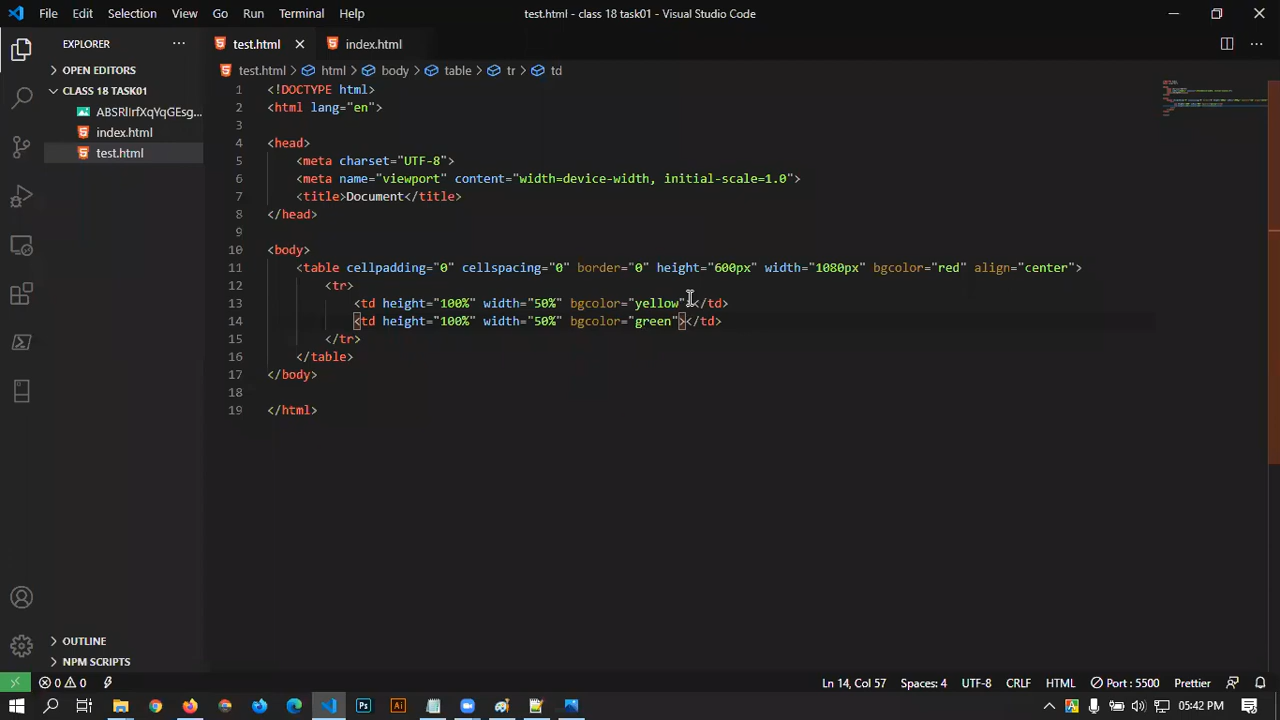 File Edit Selection View Go Run Terminal Help
test.html - class 18 task01 - Visual Studio Code
EXPLORER
OPEN EDITORS
CLASS 18 TASK01
index.html
test.html
OUTLINE
NPM SCRIPTS
test.html index.html
test.html > html > body > table > tr > td
1 <!DOCTYPE html>
2 <html lang="en">
3
4 <head>
5 <meta charset="UTF-8">
6 <meta name="viewport" content="width=device-width, initial-scale=1.0">
7 <title>Document</title>
8 </head>
9
10 <body>
11 <table cellpadding="0" cellspacing="0" border="0" height="600px" width="1080px" bgcolor="red" align="center">
12 <tr>
13 <td height="100%" width="50%" bgcolor="yellow"></td>
14 <td height="100%" width="50%" bgcolor="green"></td>
15 </tr>
16 </table>
17 </body>
18
19 </html>
0 0 Ln 14, Col 57 Spaces: 4 UTF-8 CRLF HTML Port : 5500 Prettier
Ps Ai 05:42 PM